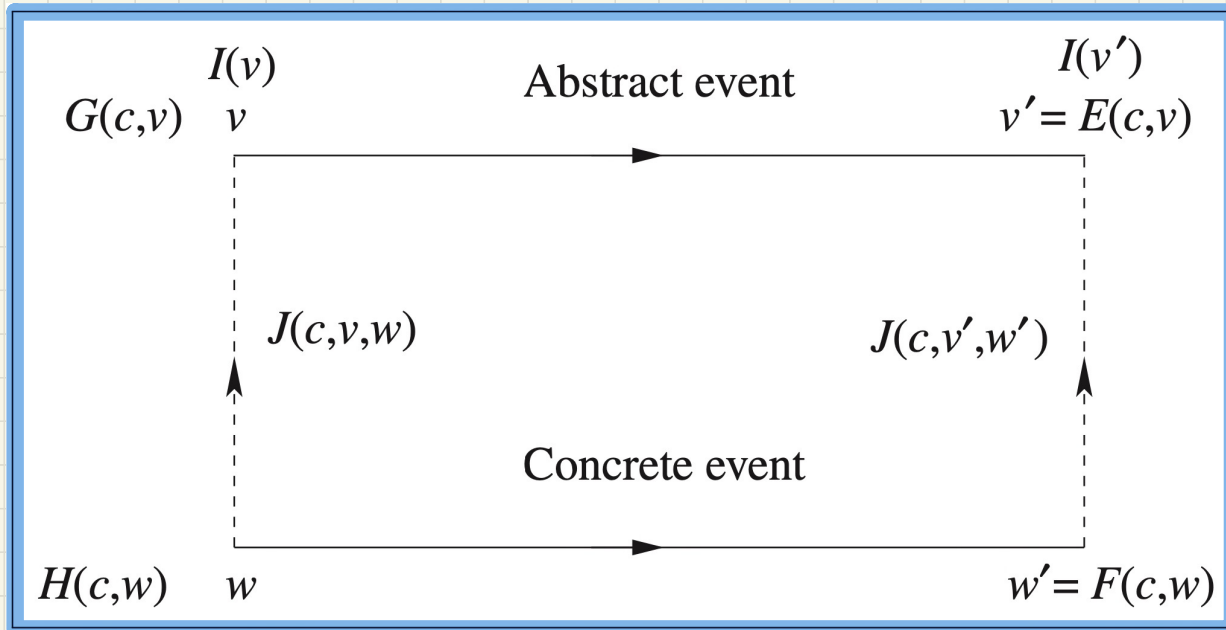 I(v)
I(v′)
Abstract event
G(c,v) v
v′= E(c,v)
J(c,v,w)
J(c,v′,w′)
Concrete event
H(c,w) w
w′= F(c,w)